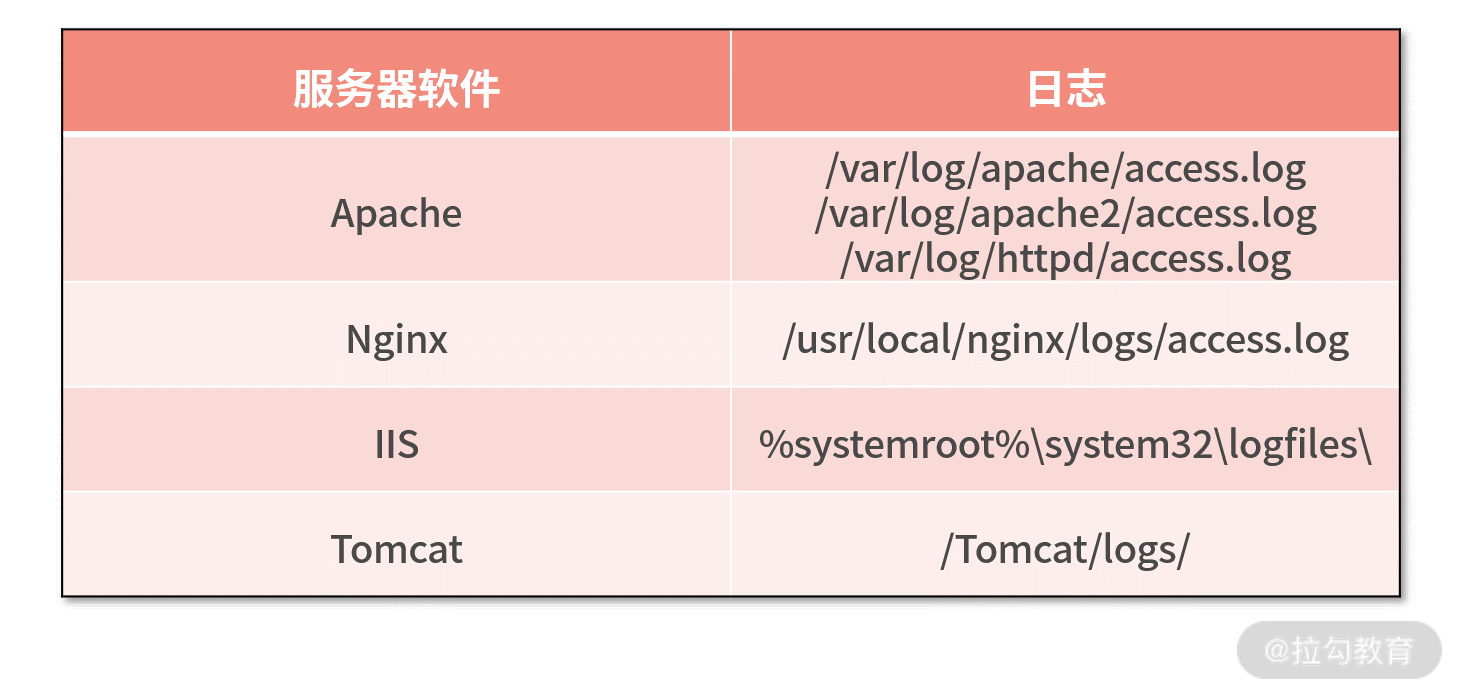 服务器软件
日志
Apache
/var/log/apache/access.log
/var/log/apache2/access.log
/var/log/httpd/access.log
Nginx
/usr/local/nginx/logs/access.log
IIS
%systemroot%\system32\logfiles\
Tomcat
/Tomcat/logs/
@拉勾教育